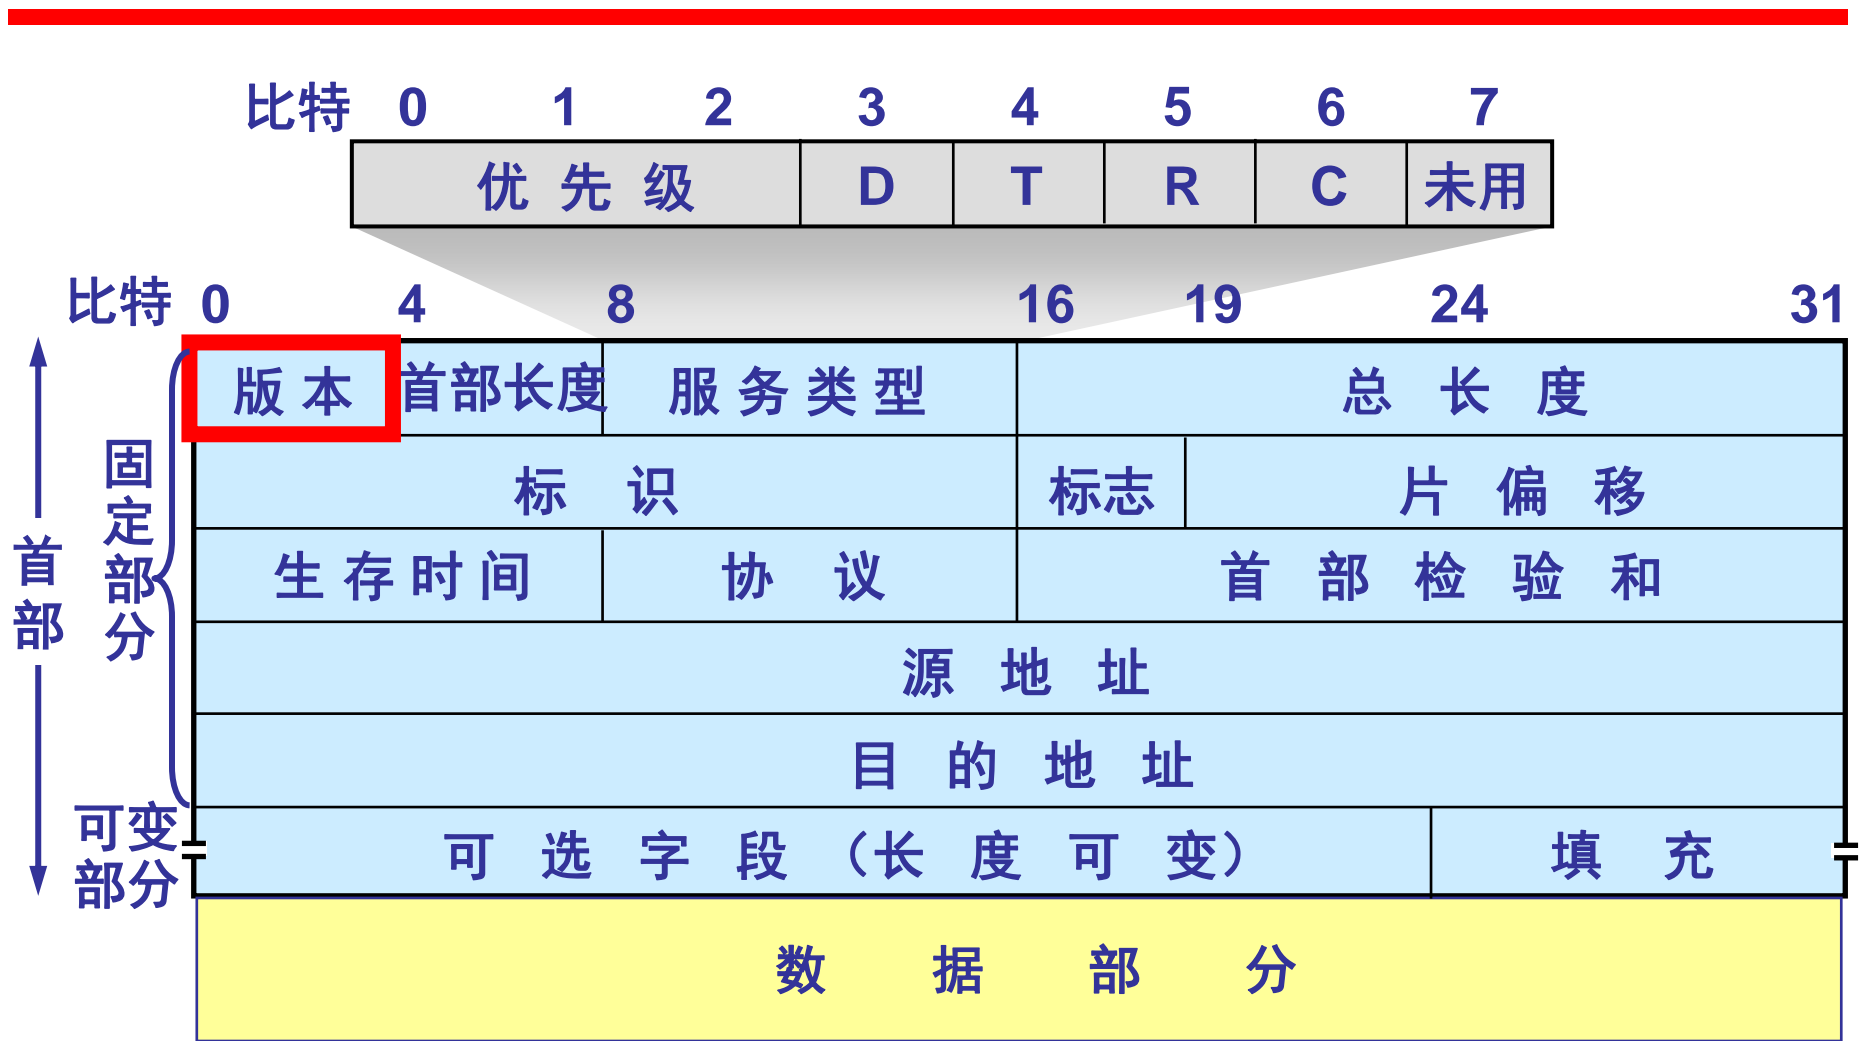 比特 0 1 2 3 4 5 6 7
优先级 D T R C 未用
比特 0 4 8 16 19 24 31
版本 首部长度 服务类型 总长度
标识 标志 片偏移
生存时间 协议 首部检验和
源地址
目的地址
可选字段（长度可变） 填充
数据部分
首部
固定部分
可变
部分